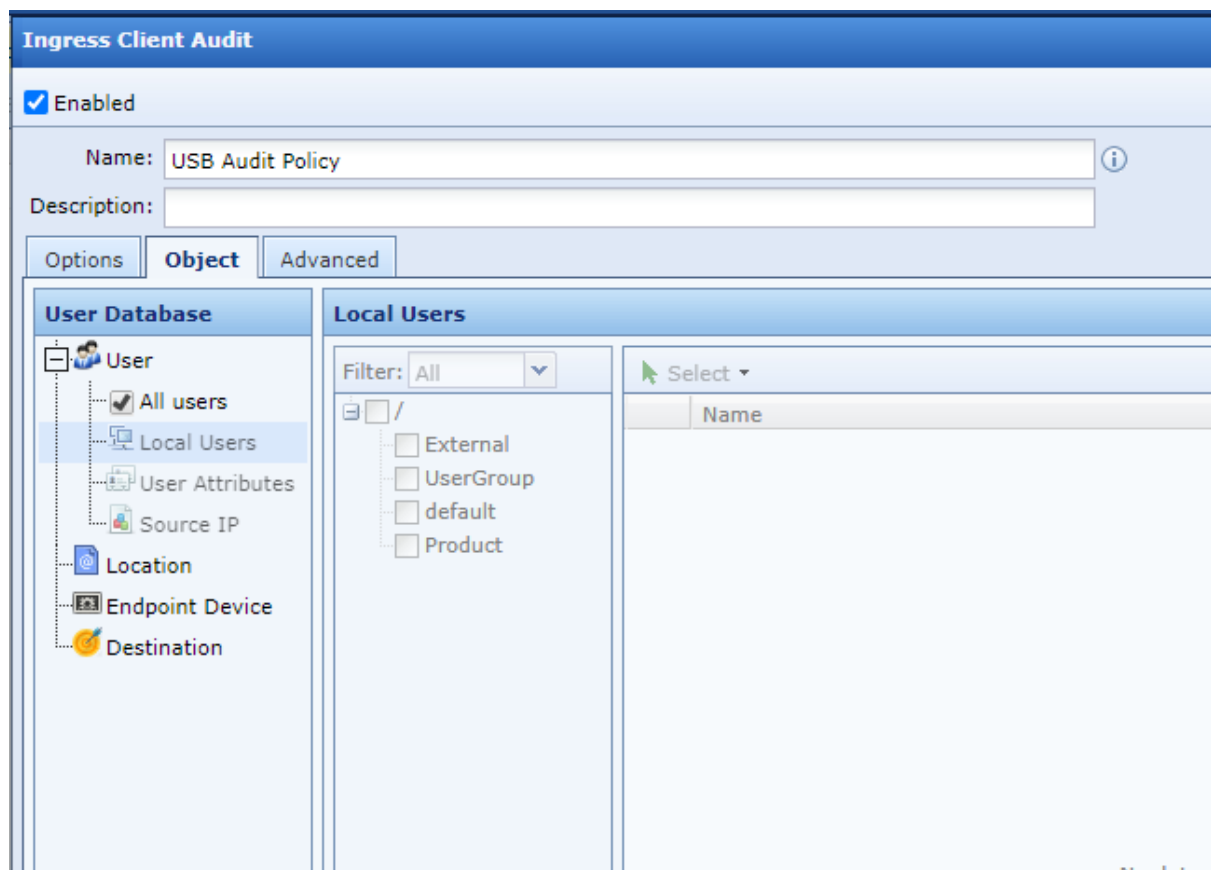 Ingress Client Audit
Enabled
Name: USB Audit Policy
Description:
Options Object Advanced
User Database
User
All users
Local Users
User Attributes
Source IP
Location
Endpoint Device
Destination
Local Users
Filter: All
/
External
UserGroup
default
Product
Select
Name